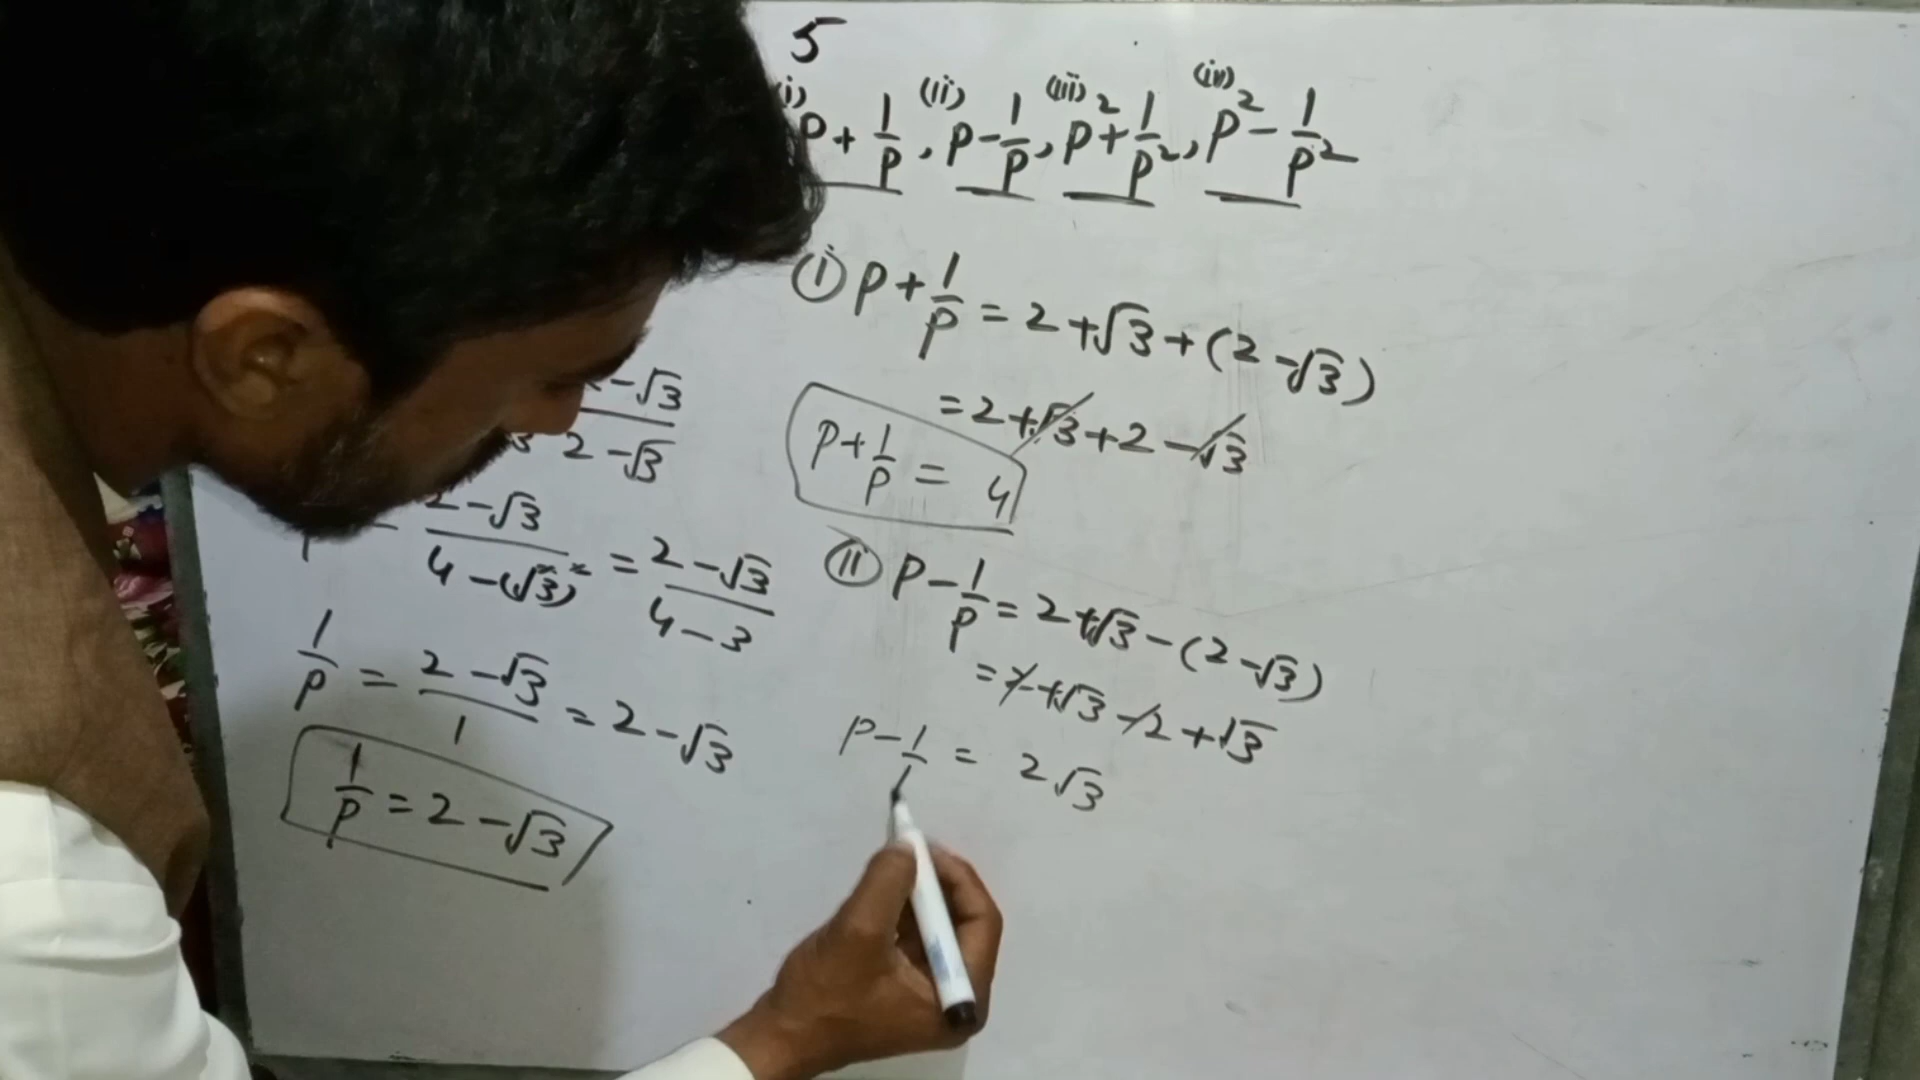 5
(i) (ii) (iii) (iv)
P + 1/P , P - 1/P , P² + 1/P² , P² - 1/P²
- √3
2 - √3
2 - √3 / 4 - (√3)² = 2 - √3 / 4 - 3
1/P = 2 - √3 / 1 = 2 - √3
1/P = 2 - √3
(i) P + 1/P = 2 + √3 + (2 - √3)
= 2 + √3 + 2 - √3
P + 1/P = 4
(ii) P - 1/P = 2 + √3 - (2 - √3)
= 2 + √3 - 2 + √3
P - 1/ = 2√3